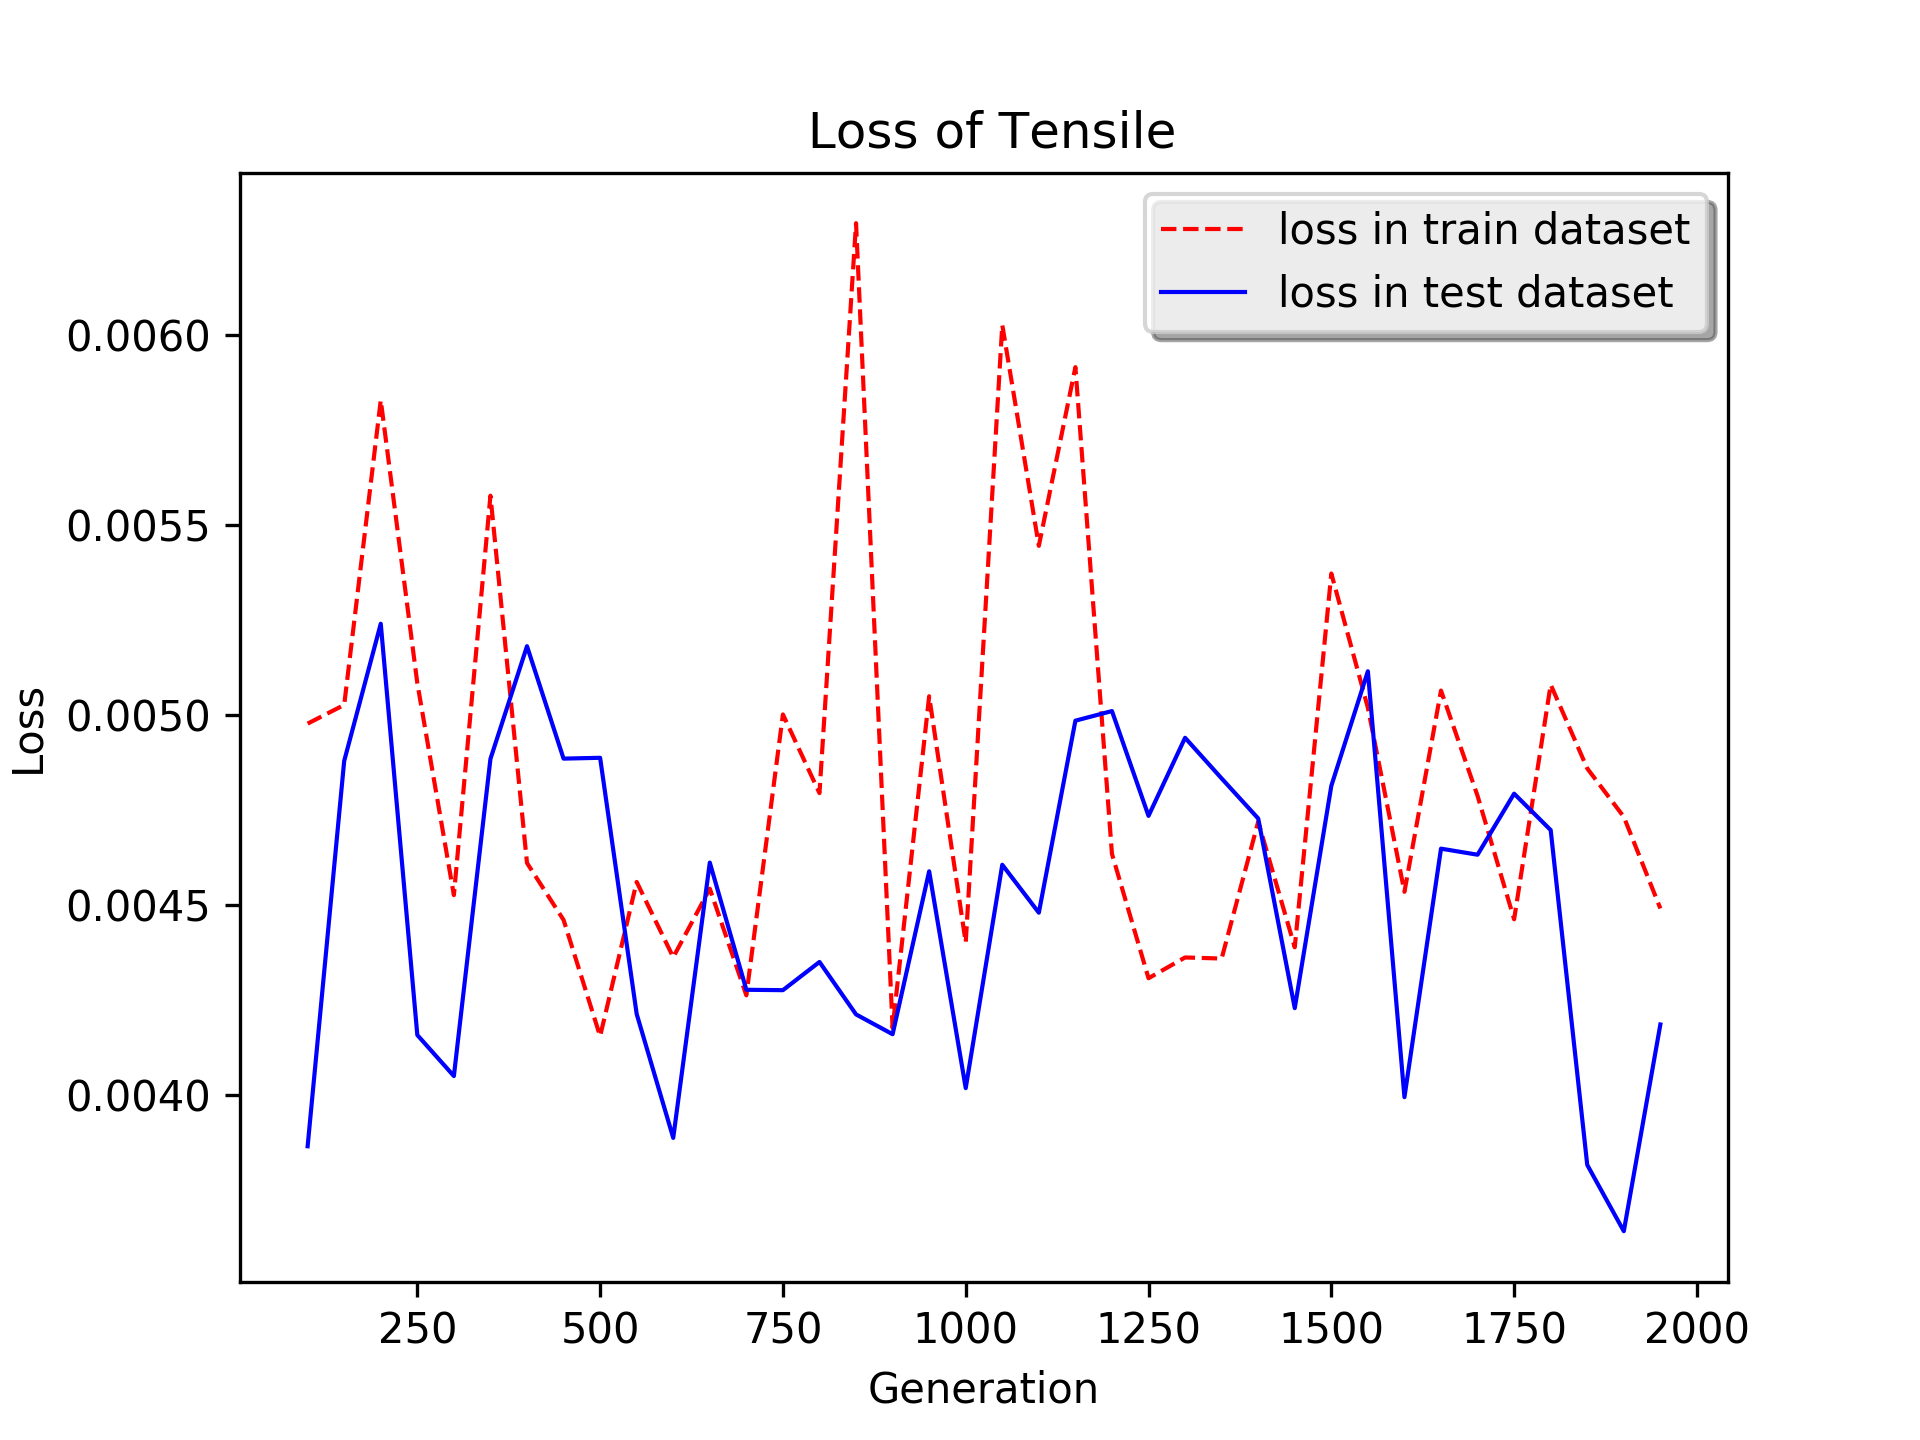 Loss of Tensile
loss in train dataset
loss in test dataset
0.0060
0.0055
0.0050
0.0045
0.0040
Loss
250 500 750 1000 1250 1500 1750 2000
Generation